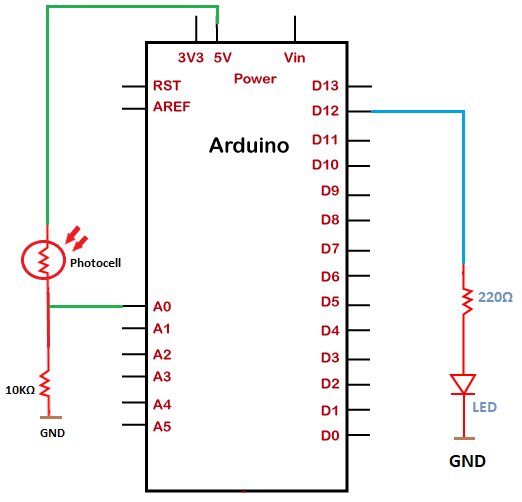 3V3 5V Vin
Power
RST
AREF
Arduino
D13
D12
D11
D10
D9
D8
D7
D6
D5
D4
D3
D2
D1
D0
A0
A1
A2
A3
A4
A5
Photocell
10KΩ
GND
220Ω
LED
GND